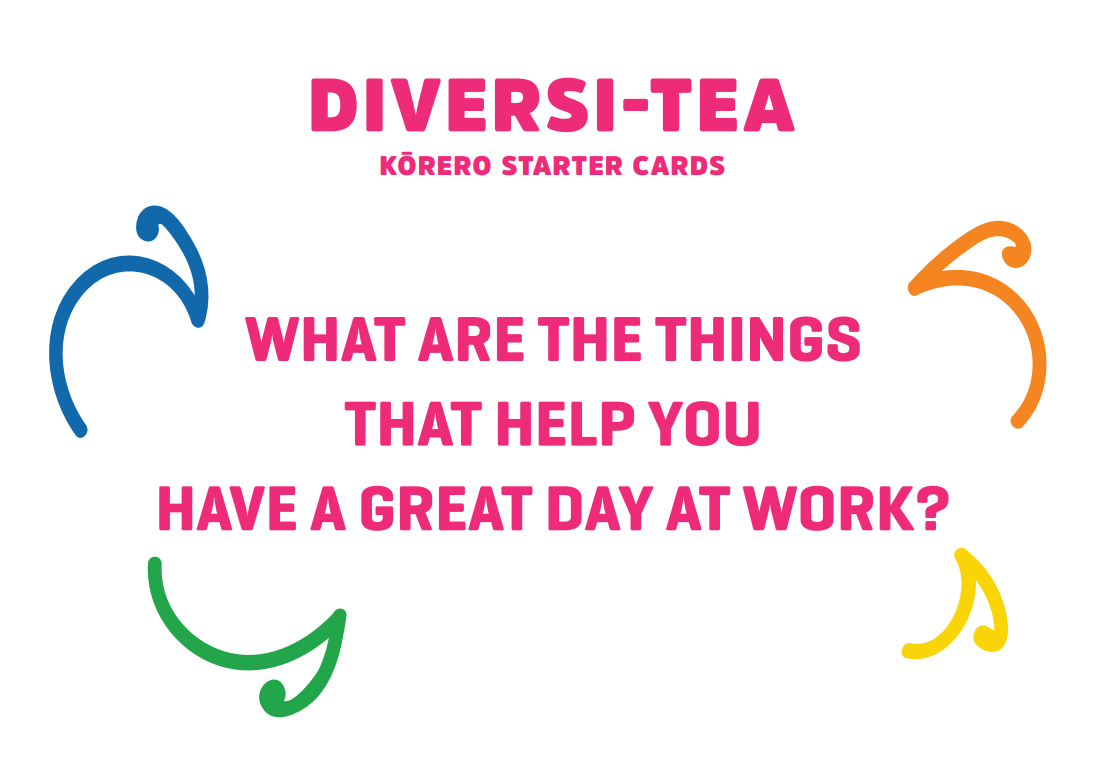 DIVERSI-TEA
KŌRERO STARTER CARDS
WHAT ARE THE THINGS
THAT HELP YOU
HAVE A GREAT DAY AT WORK?